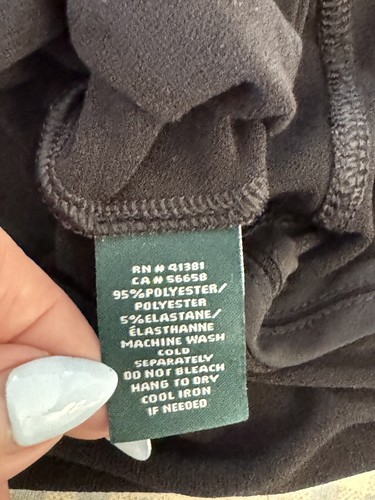 RN # 41381
CA # 56658
95%POLYESTER/
POLYESTER
5%ELASTANE/
ÉLASTHANNE
MACHINE WASH
COLD
SEPARATELY
DO NOT BLEACH
HANG TO DRY
COOL IRON
IF NEEDED